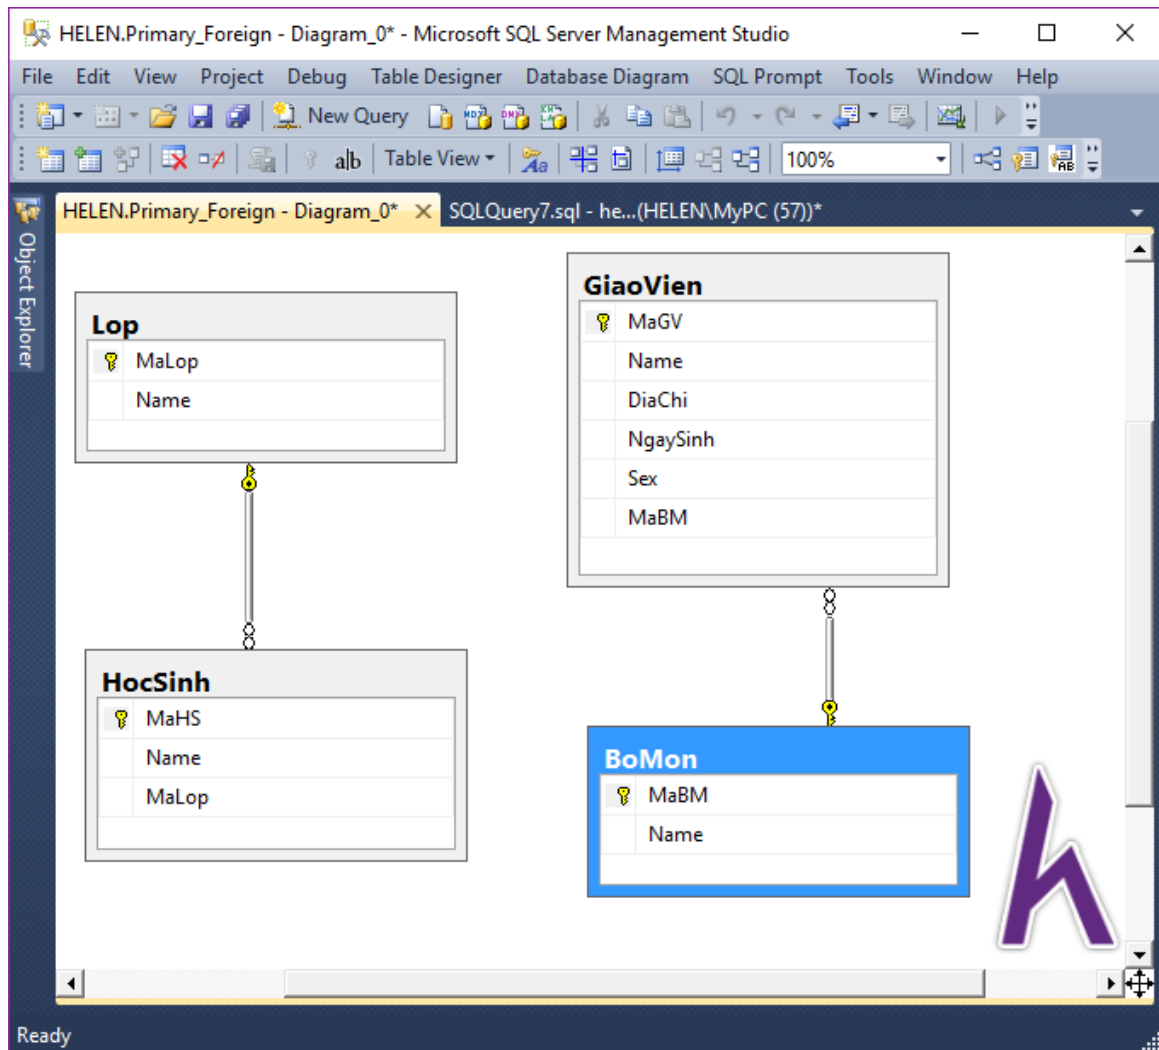 HELEN.Primary_Foreign - Diagram_0* - Microsoft SQL Server Management Studio
File Edit View Project Debug Table Designer Database Diagram SQL Prompt Tools Window Help
New Query
Table View 100%
Object Explorer
HELEN.Primary_Foreign - Diagram_0* SQLQuery7.sql - he...(HELEN\MyPC (57))*
Lop
MaLop
Name
GiaoVien
MaGV
Name
DiaChi
NgaySinh
Sex
MaBM
HocSinh
MaHS
Name
MaLop
BoMon
MaBM
Name
Ready